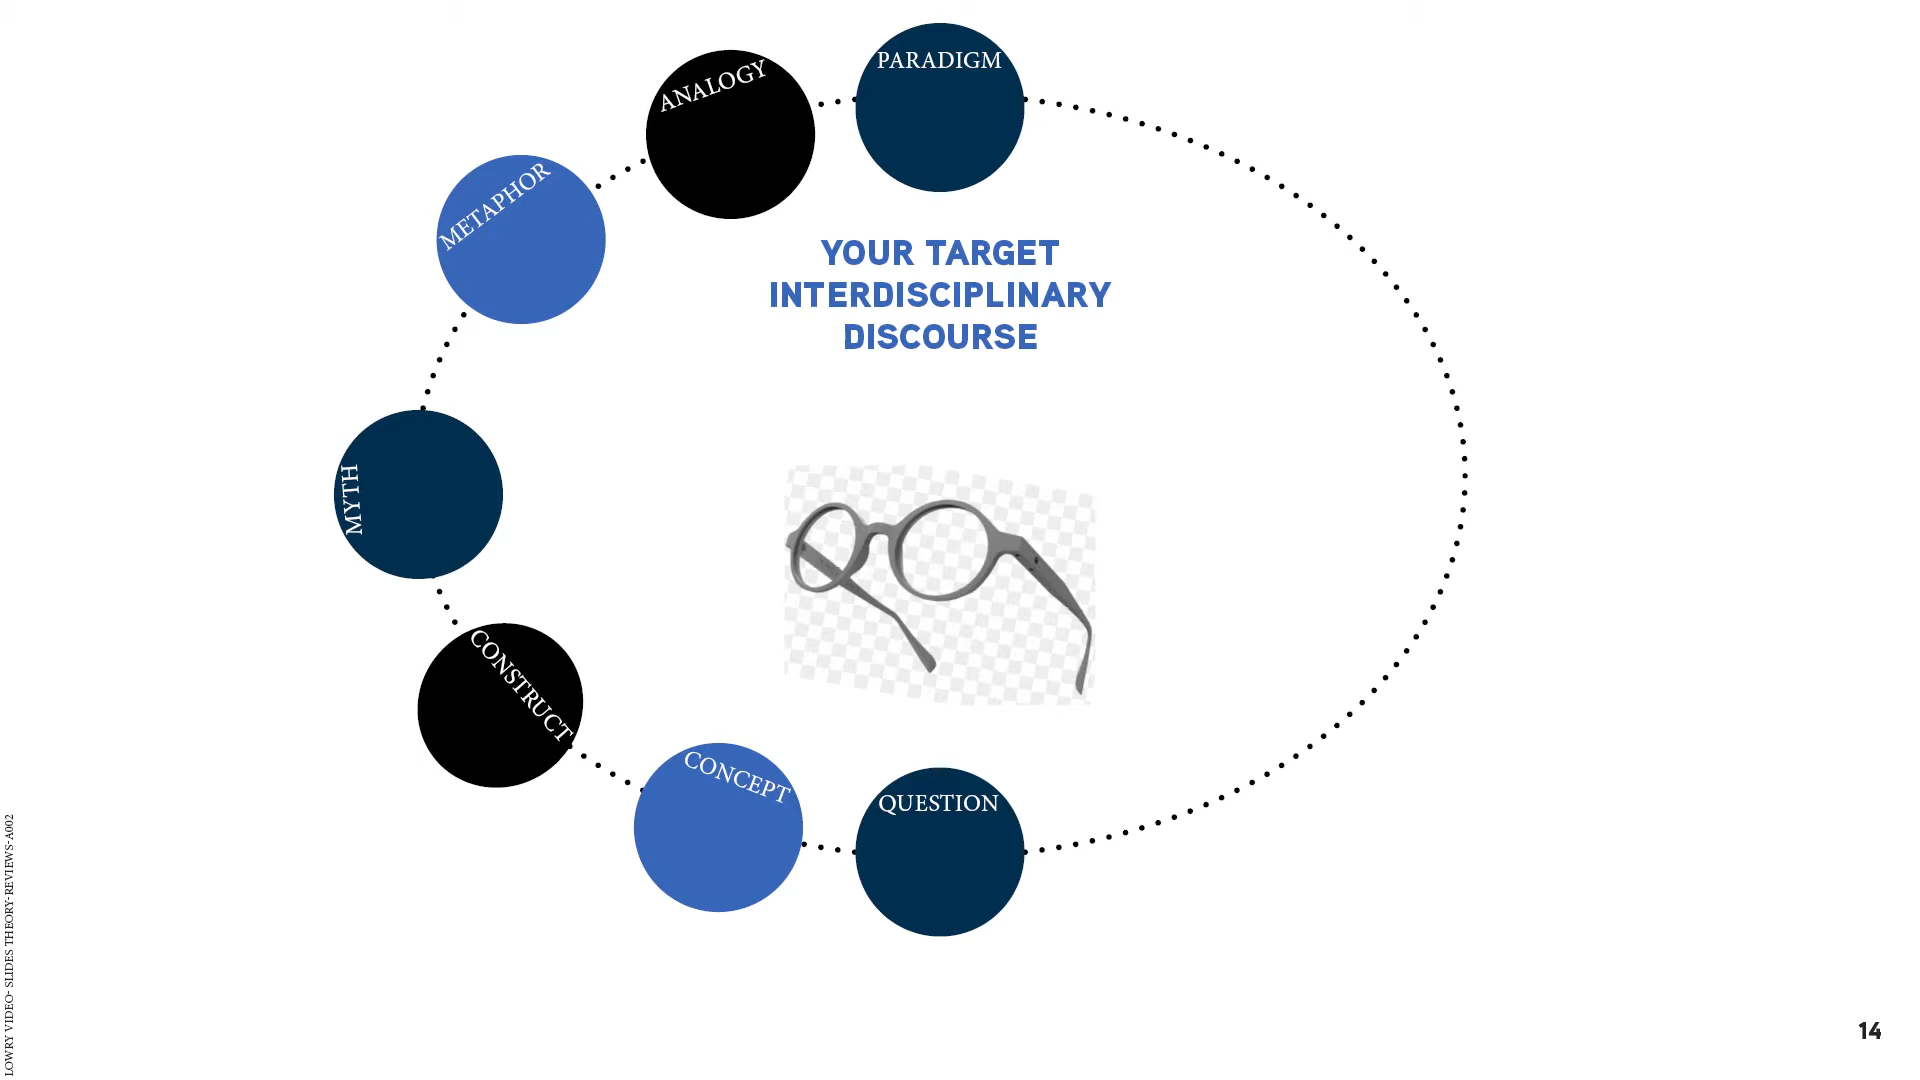 PARADIGM
ANALOGY
METAPHOR
MYTH
CONSTRUCT
CONCEPT
QUESTION
YOUR TARGET
INTERDISCIPLINARY
DISCOURSE
LOWRY VIDEO- SLIDES THEORY-REVIEWS-A002
14